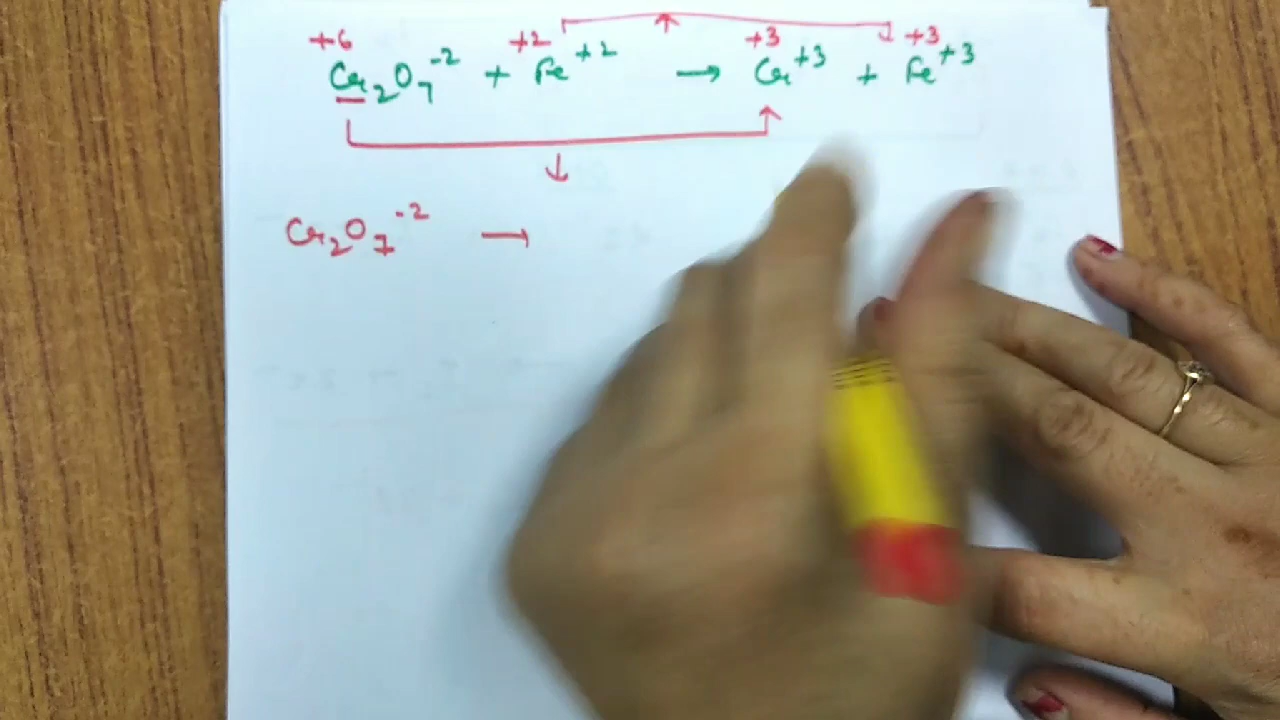 +6 +2 ↑ +3 +3
Cr₂O₇⁻² + Fe⁺² → Cr⁺³ + Fe⁺³
↓
Cr₂O₇⁻² →